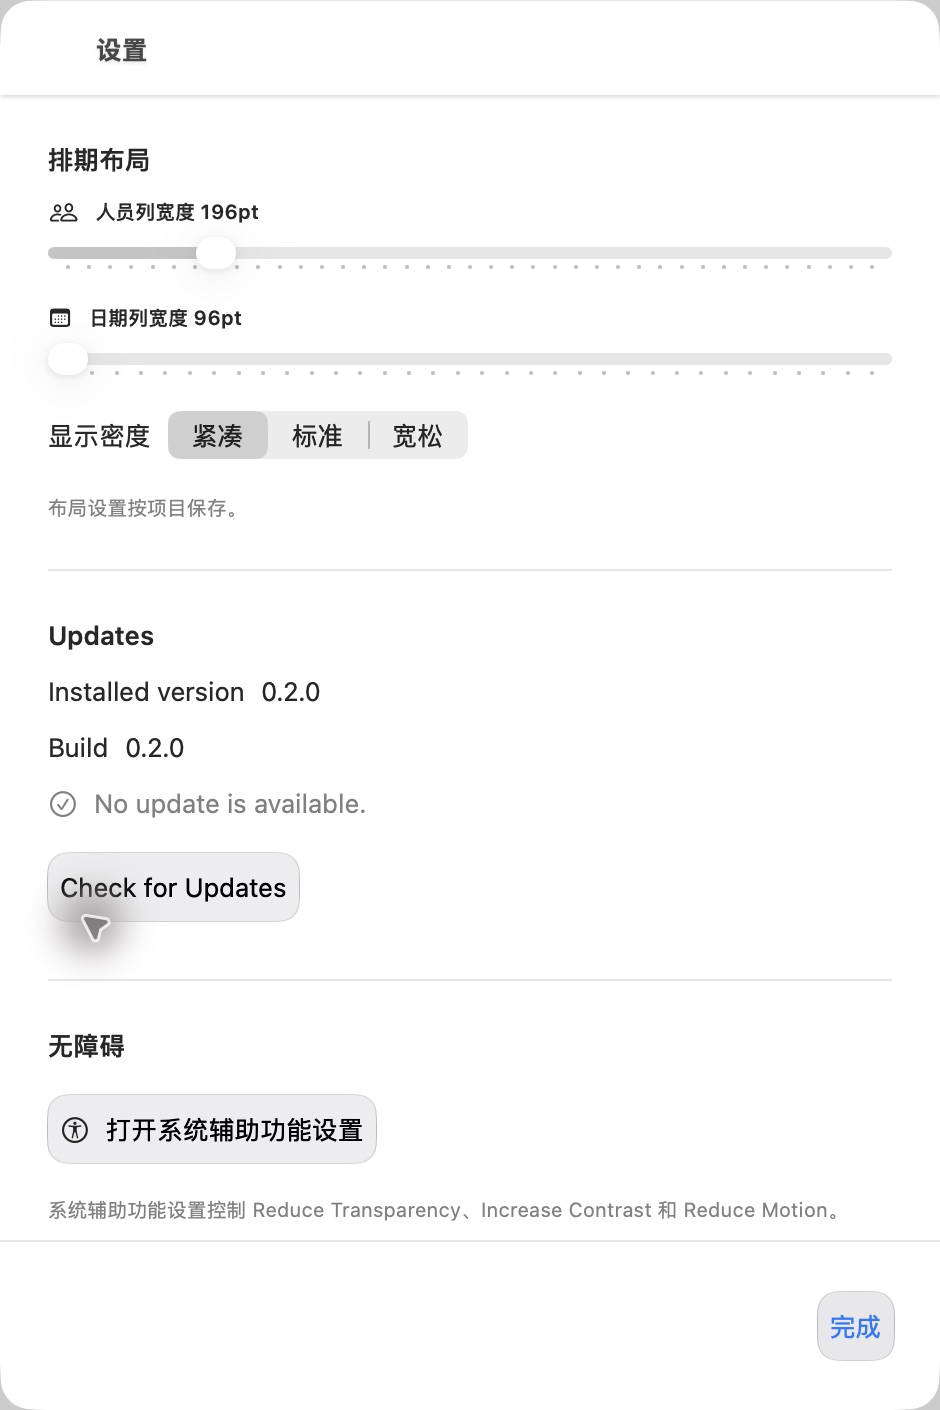 设置
排期布局
人员列宽度 196pt
日期列宽度 96pt
显示密度 紧凑 标准 宽松
布局设置按项目保存。
Updates
Installed version 0.2.0
Build 0.2.0
No update is available.
Check for Updates
无障碍
打开系统辅助功能设置
系统辅助功能设置控制 Reduce Transparency、Increase Contrast 和 Reduce Motion。
完成